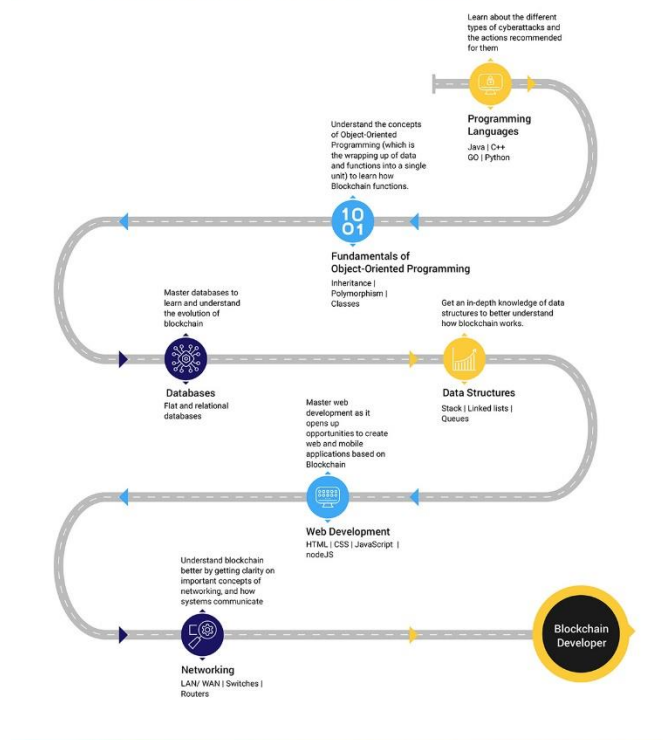 Learn about the different
types of cyberattacks and
the actions recommended
for them
Programming
Languages
Java | C++
GO | Python
Understand the concepts
of Object-Oriented
Programming (which is
the wrapping up of data
and functions into a single
unit) to learn how
Blockchain functions.
10
01
Fundamentals of
Object-Oriented Programming
Inheritance |
Polymorphism |
Classes
Master databases to
learn and understand
the evolution of
blockchain
Databases
Flat and relational
databases
Get an in-depth knowledge of data
structures to better understand
how blockchain works.
Data Structures
Stack | Linked lists |
Queues
Master web
development as it
opens up
opportunities to create
web and mobile
applications based on
Blockchain
Web Development
HTML | CSS | JavaScript |
nodeJS
Understand blockchain
better by getting clarity on
important concepts of
networking, and how
systems communicate
Networking
LAN/ WAN | Switches |
Routers
Blockchain
Developer